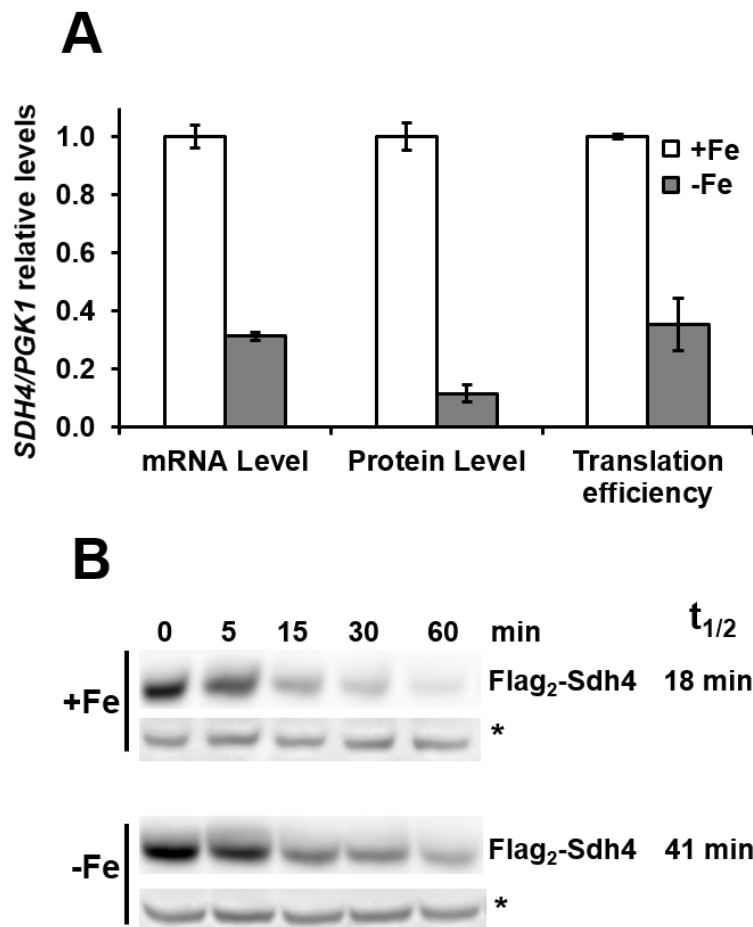 A
SDH4/PGK1 relative levels
1.0
0.8
0.6
0.4
0.2
0.0
+Fe
-Fe
mRNA Level
Protein Level
Translation
efficiency
B
0 5 15 30 60 min t1/2
+Fe
Flag2-Sdh4 18 min
*
-Fe
Flag2-Sdh4 41 min
*